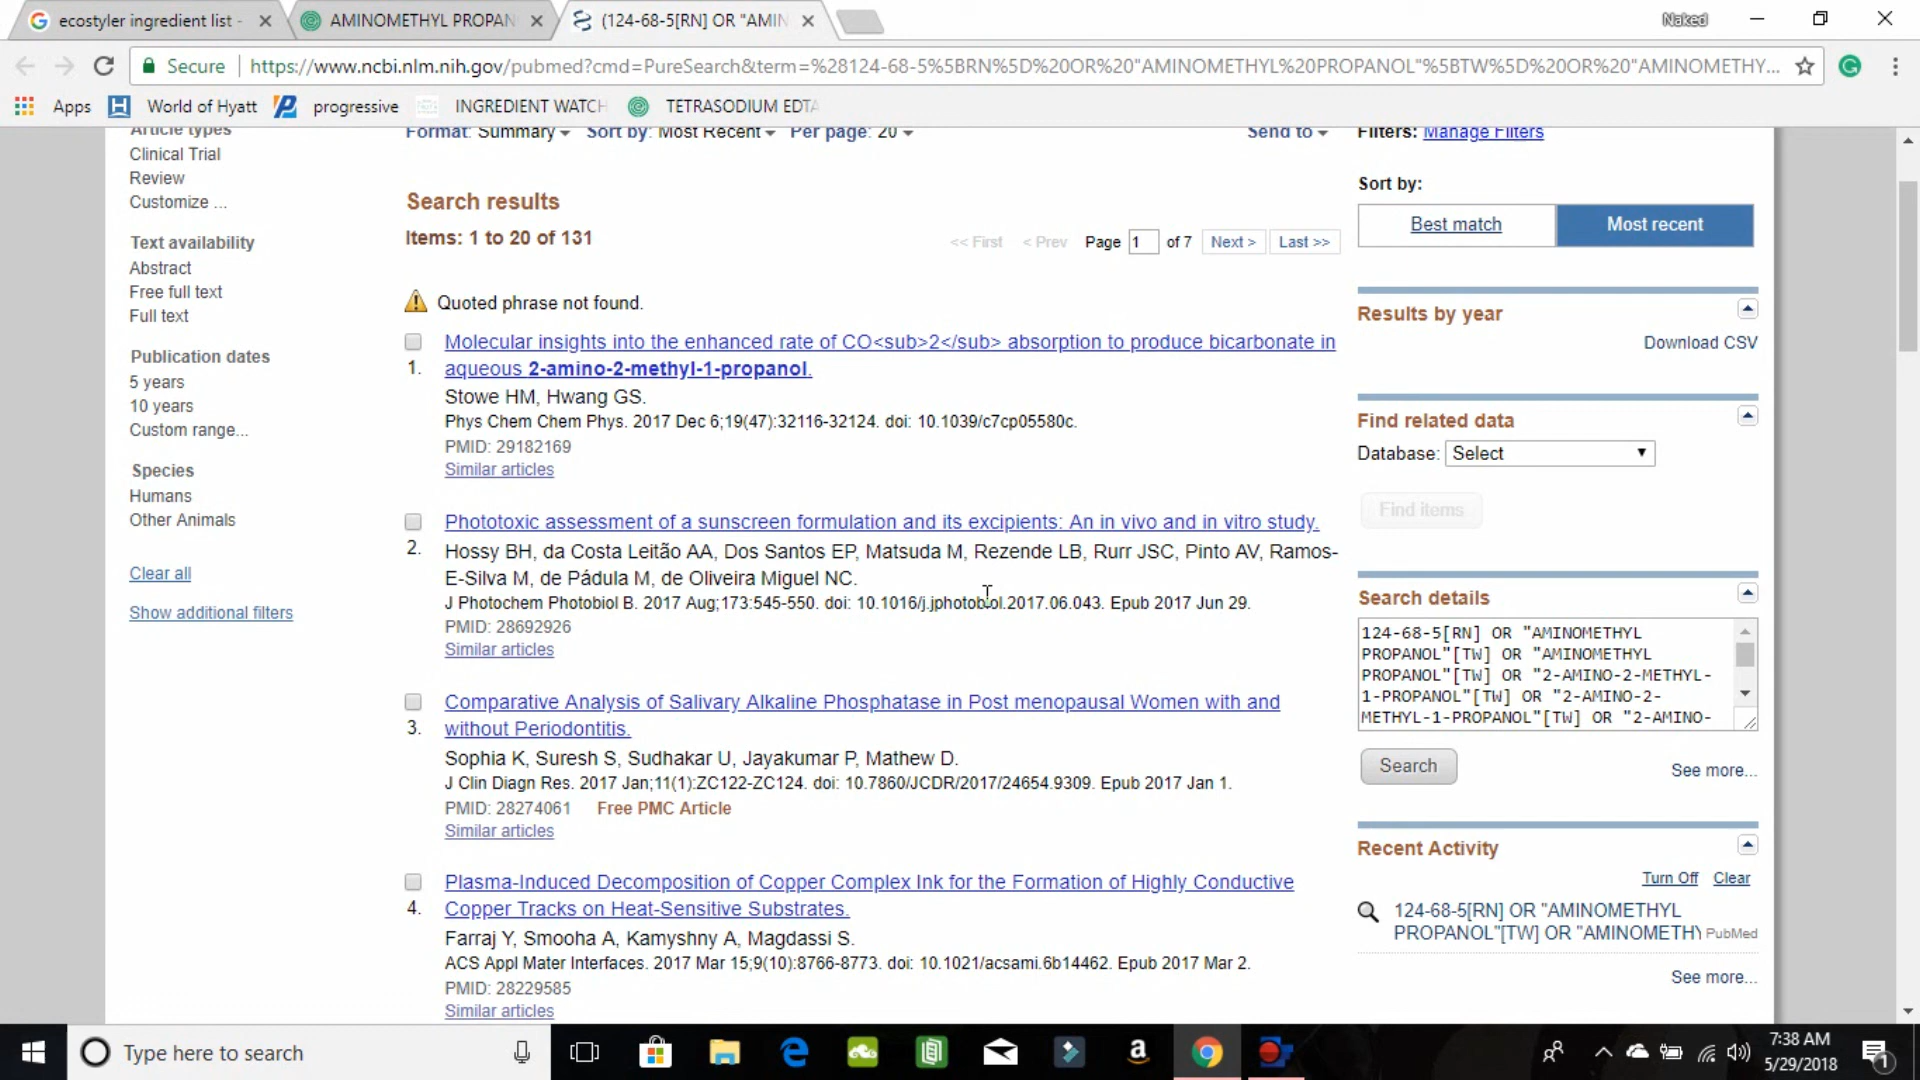 ecostyler ingredient list -
AMINOMETHYL PROPAN
(124-68-5[RN] OR "AMIN
Naked
Secure
https://www.ncbi.nlm.nih.gov/pubmed?cmd=PureSearch&term=%28124-68-5%5BRN%5D%20OR%20"AMINOMETHYL%20PROPANOL"%5BTW%5D%20OR%20"AMINOMETHY...
Apps
World of Hyatt
progressive
INGREDIENT WATCH
TETRASODIUM EDTA
Article types
Clinical Trial
Review
Customize ...
Text availability
Abstract
Free full text
Full text
Publication dates
5 years
10 years
Custom range...
Species
Humans
Other Animals
Clear all
Show additional filters
Format: Summary Sort by: Most Recent Per page: 20
Send to
Search results
Items: 1 to 20 of 131
<< First < Prev Page 1 of 7 Next > Last >>
Quoted phrase not found.
Molecular insights into the enhanced rate of CO<sub>2</sub> absorption to produce bicarbonate in
1. aqueous 2-amino-2-methyl-1-propanol.
Stowe HM, Hwang GS.
Phys Chem Chem Phys. 2017 Dec 6;19(47):32116-32124. doi: 10.1039/c7cp05580c.
PMID: 29182169
Similar articles
Phototoxic assessment of a sunscreen formulation and its excipients: An in vivo and in vitro study.
2. Hossy BH, da Costa Leitão AA, Dos Santos EP, Matsuda M, Rezende LB, Rurr JSC, Pinto AV, Ramos-
E-Silva M, de Pádula M, de Oliveira Miguel NC.
J Photochem Photobiol B. 2017 Aug;173:545-550. doi: 10.1016/j.jphotobiol.2017.06.043. Epub 2017 Jun 29.
PMID: 28692926
Similar articles
Comparative Analysis of Salivary Alkaline Phosphatase in Post menopausal Women with and
3. without Periodontitis.
Sophia K, Suresh S, Sudhakar U, Jayakumar P, Mathew D.
J Clin Diagn Res. 2017 Jan;11(1):ZC122-ZC124. doi: 10.7860/JCDR/2017/24654.9309. Epub 2017 Jan 1.
PMID: 28274061 Free PMC Article
Similar articles
Plasma-Induced Decomposition of Copper Complex Ink for the Formation of Highly Conductive
4. Copper Tracks on Heat-Sensitive Substrates.
Farraj Y, Smooha A, Kamyshny A, Magdassi S.
ACS Appl Mater Interfaces. 2017 Mar 15;9(10):8766-8773. doi: 10.1021/acsami.6b14462. Epub 2017 Mar 2.
PMID: 28229585
Similar articles
Filters: Manage Filters
Sort by:
Best match
Most recent
Results by year
Download CSV
Find related data
Database: Select
Find items
Search details
124-68-5[RN] OR "AMINOMETHYL
PROPANOL"[TW] OR "AMINOMETHYL
PROPANOL"[TW] OR "2-AMINO-2-METHYL-
1-PROPANOL"[TW] OR "2-AMINO-2-
METHYL-1-PROPANOL"[TW] OR "2-AMINO-
Search
See more...
Recent Activity
Turn Off Clear
124-68-5[RN] OR "AMINOMETHYL
PROPANOL"[TW] OR "AMINOMETHY PubMed
See more...
Type here to search
7:38 AM
5/29/2018
1